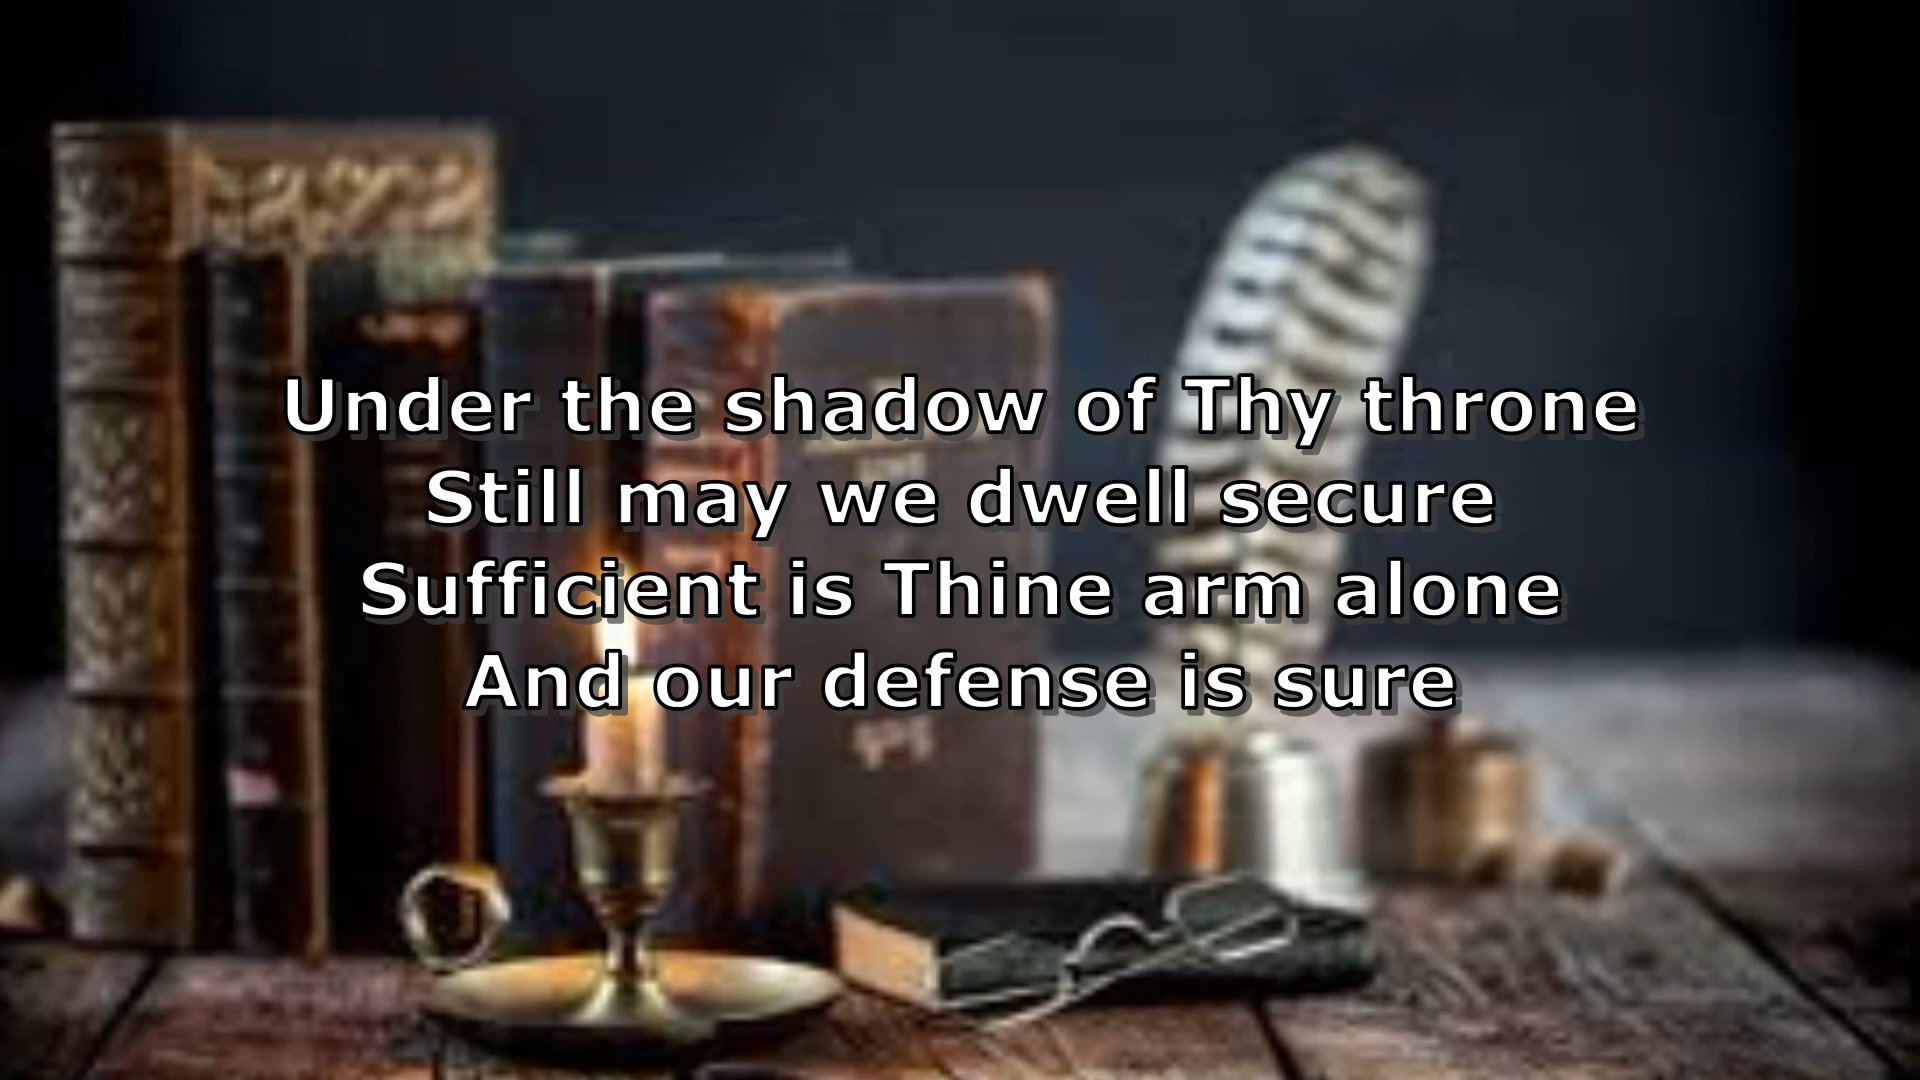 Under the shadow of Thy throne
Still may we dwell secure
Sufficient is Thine arm alone
And our defense is sure